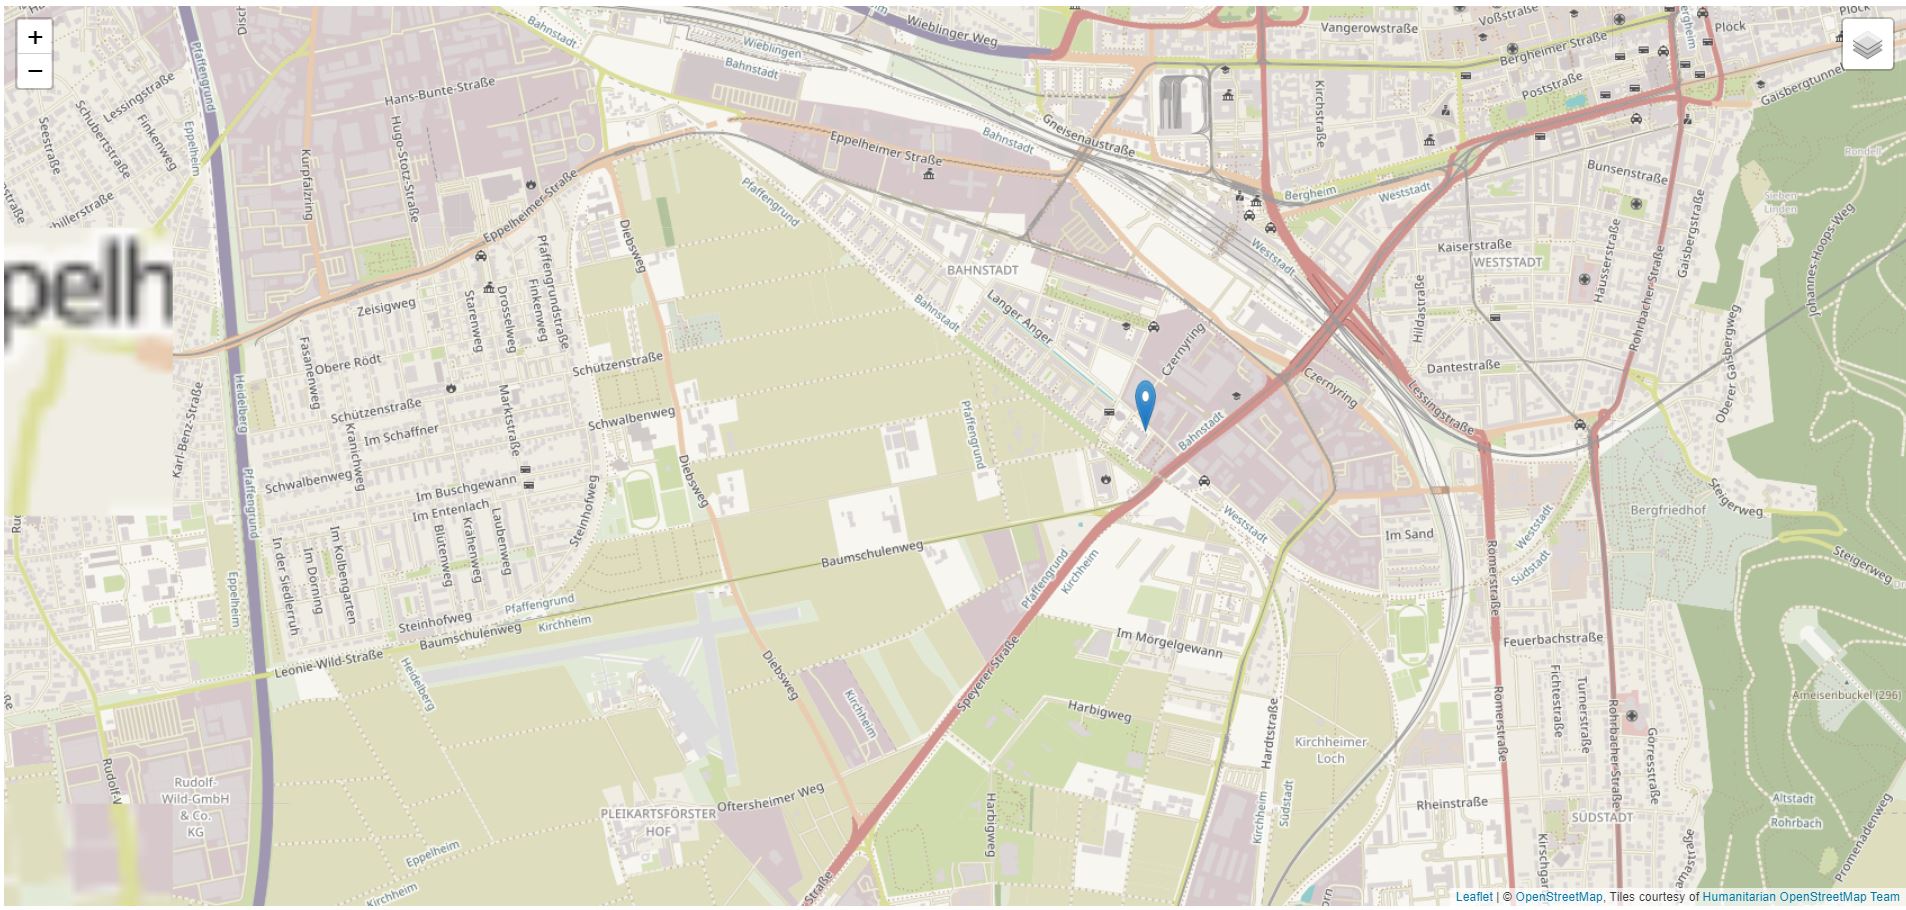 +
−
Bahnstadt
Wieblinger Weg
Wieblingen
Bahnstadt
Vangerowstraße
Voßstraße
Plöck
Plöck
Bergheimer Straße
Poststraße
Gaisbergtunnel
Pfaffengrund
Eppelheim
Lessingstraße
Schubertstraße
Finkenweg
Seestraße
Hans-Bunte-Straße
Hugo-Stotz-Straße
Kurpfalzring
Eppelheimer Straße
Gneisenaustraße
Bahnstadt
Kirchstraße
Bergheim
Weststadt
Bunsenstraße
Rondell
Sieben
Linden
Eppelheimer-Straße
Pfaffengrund
Diebsweg
Pfaffengrundstraße
Finkenweg
Drosselweg
Starenweg
Zeisigweg
pelh
BAHNSTADT
Langer Anger
Bahnstadt
Czernyring
Weststadt
Kaiserstraße
WESTSTADT
Häusserstraße
Gaisbergstraße
Rohrbacher Straße
Johannes-Hoops-Weg
Hildastraße
Dantestraße
Oberer Gaisbergweg
Fasanenweg
Obere Rödt
Schützenstraße
Schützenstraße
Im Schaffner
Kranichweg
Marktstraße
Schwalbenweg
Schwalbenweg
Karl-Benz-Straße
Heidelberg
Pfaffengrund
Eppelheim
Im Buschgewann
Im Entenlach
Steinhofweg
Diebsweg
Pfaffengrund
Bahnstadt
Czernyring
Lessingstraße
Weststadt
Im Sand
Weststadt
Südstadt
Bergfriedhof
Steigerweg
Steigerweg
In der Siedlerruh
Im Dörning
Im Kolbengarten
Blütenweg
Krähenweg
Laubenweg
Baumschulenweg
Pfaffengrund
Kirchheim
Römerstraße
Steinhofweg
Baumschulenweg
Pfaffengrund
Kirchheim
Leonie-Wild-Straße
Heidelberg
Diebsweg
Kirchheim
Speyerer-Straße
Im Morgelgewann
Harbigweg
Hardtstraße
Kirchheimer
Loch
Feuerbachstraße
Fichtestraße
Turnerstraße
Römerstraße
Rohrbacher Straße
Görresstraße
Ameisenbuckel (296)
Rudolf-
Wild-GmbH
& Co.
KG
PLEIKARTSFÖRSTER
HOF
Oftersheimer Weg
Harbigweg
Kirchheim
Südstadt
Rheinstraße
SÜDSTADT
Altstadt
Rohrbach
Promenadenweg
Eppelheim
Kirchheim
Leaflet | © OpenStreetMap, Tiles courtesy of Humanitarian OpenStreetMap Team